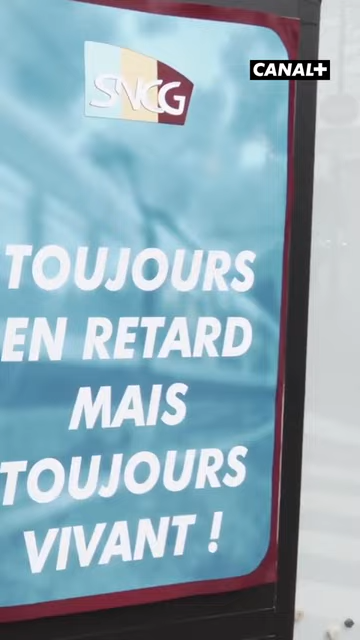 CANAL+
SNCG
TOUJOURS
EN RETARD
MAIS
TOUJOURS
VIVANT !